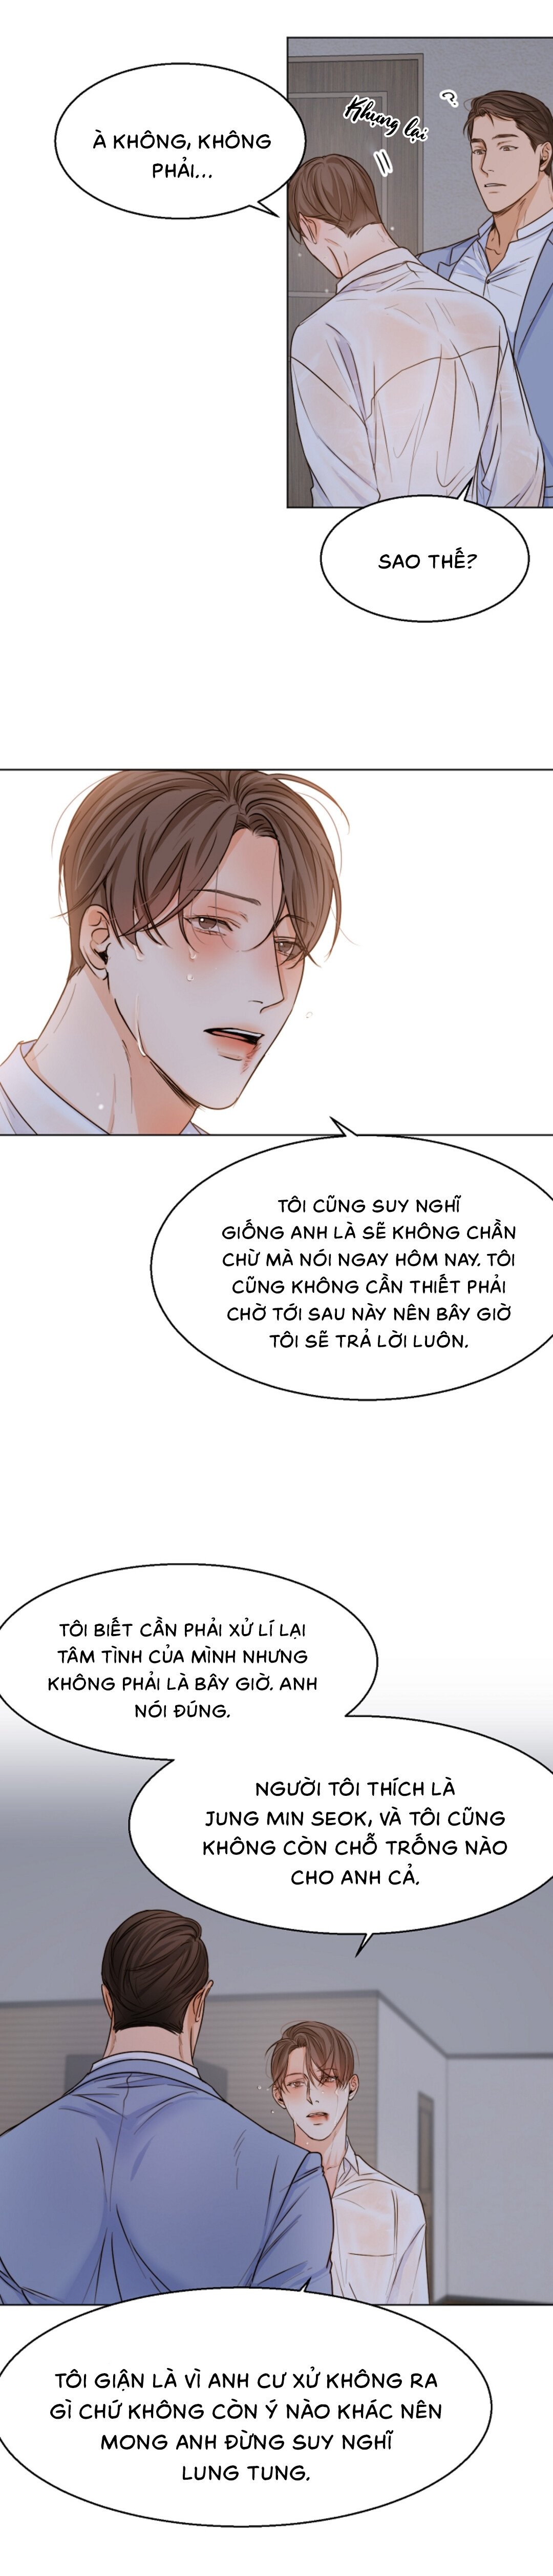 Khựng lại
?
À KHÔNG, KHÔNG
PHẢI...
SAO THẾ?
TÔI CŨNG SUY NGHĨ
GIỐNG ANH LÀ SẼ KHÔNG CHẦN
CHỪ MÀ NÓI NGAY HÔM NAY. TÔI
CŨNG KHÔNG CẦN THIẾT PHẢI
CHỜ TỚI SAU NÀY NÊN BÂY GIỜ
TÔI SẼ TRẢ LỜI LUÔN.
TÔI BIẾT CẦN PHẢI XỬ LÍ LẠI
TÂM TÌNH CỦA MÌNH NHƯNG
KHÔNG PHẢI LÀ BÂY GIỜ. ANH
NÓI ĐÚNG.
NGƯỜI TÔI THÍCH LÀ
JUNG MIN SEOK, VÀ TÔI CŨNG
KHÔNG CÒN CHỖ TRỐNG NÀO
CHO ANH CẢ.
TÔI GIẬN LÀ VÌ ANH CƯ XỬ KHÔNG RA
GÌ CHỨ KHÔNG CÒN Ý NÀO KHÁC NÊN
MONG ANH ĐỪNG SUY NGHĨ
LUNG TUNG.